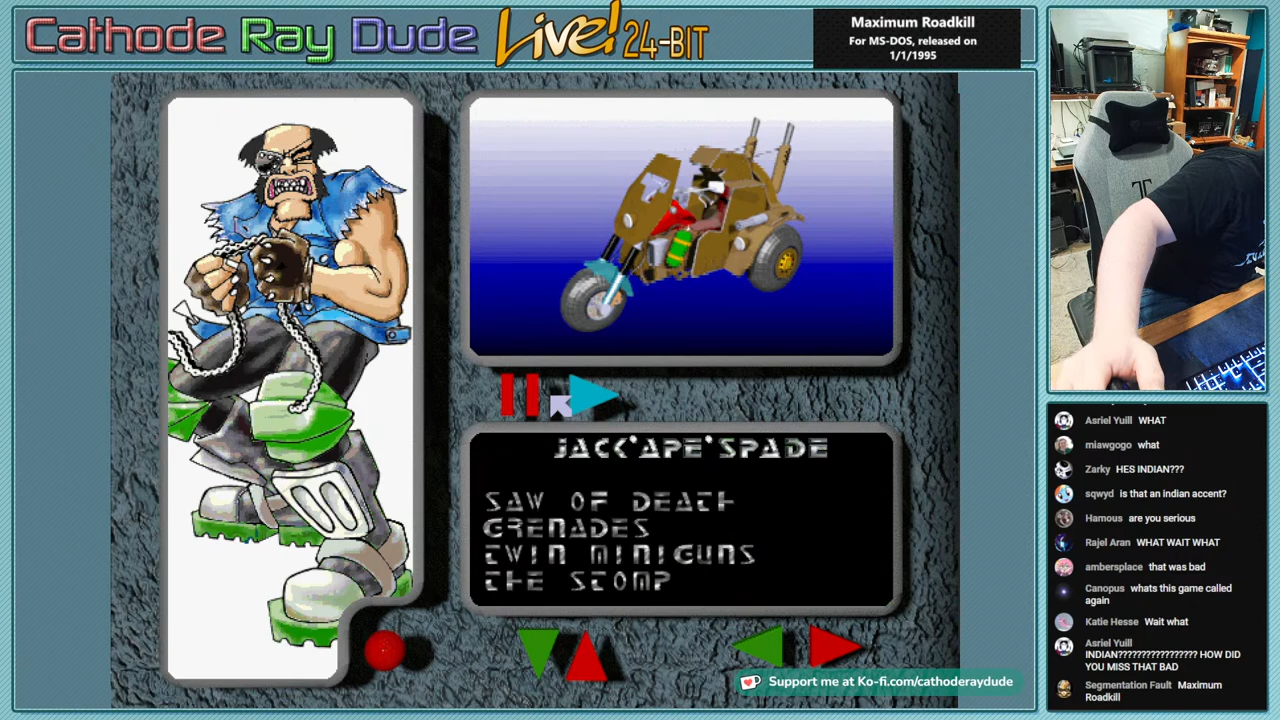 Cathode Ray Dude Live! 24-BIT
Maximum Roadkill
For MS-DOS, released on
1/1/1995
JACK'APE'SPADE
SAW OF DEATH
GRENADES
TWIN MINIGUNS
THE STOMP
Support me at Ko-fi.com/cathoderaydude
Asriel Yuill WHAT
miawgogo what
Zarky HES INDIAN???
sqwyd is that an indian accent?
Hamous are you serious
Rajel Aran WHAT WAIT WHAT
ambersplace that was bad
Canopus whats this game called
again
Katie Hesse Wait what
Asriel Yuill
INDIAN???????????????? HOW DID
YOU MISS THAT BAD
Segmentation Fault Maximum
Roadkill